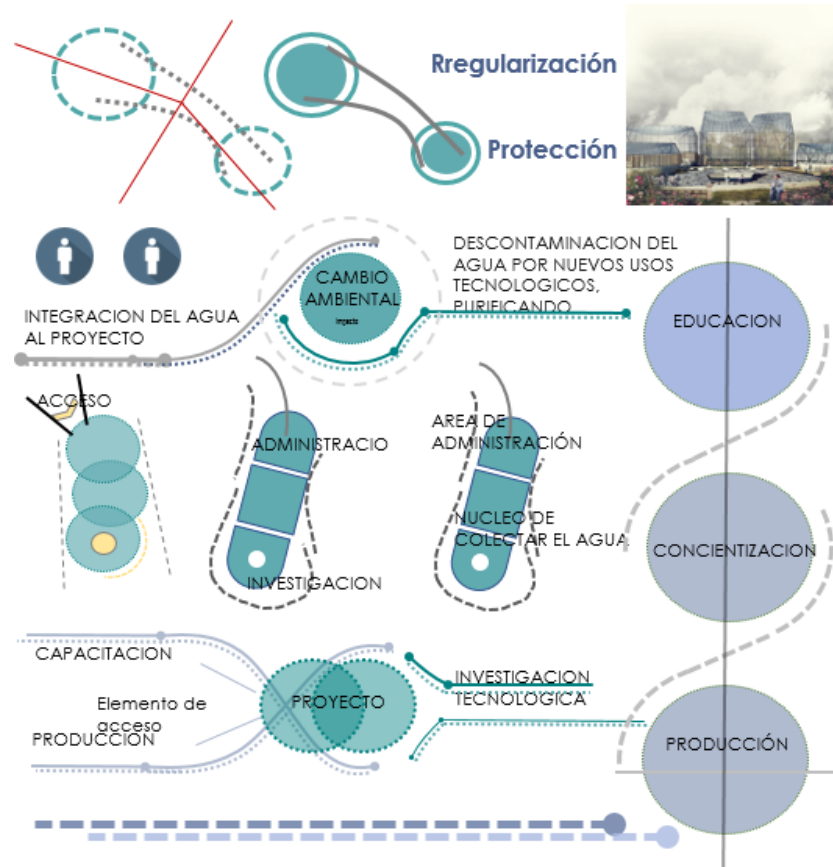 Rregularización
Protección
CAMBIO
AMBIENTAL
Impacto
DESCONTAMINACION DEL
AGUA POR NUEVOS USOS
TECNOLOGICOS,
PURIFICANDO
INTEGRACION DEL AGUA
AL PROYECTO
EDUCACION
ACCESO
ADMINISTRACIO
AREA DE
ADMINISTRACIÓN
NUCLEO DE
COLECTAR EL AGUA
INVESTIGACION
CONCIENTIZACION
CAPACITACION
Elemento de
acceso
PRODUCCION
PROYECTO
INVESTIGACION
TECNOLOGICA
PRODUCCIÓN